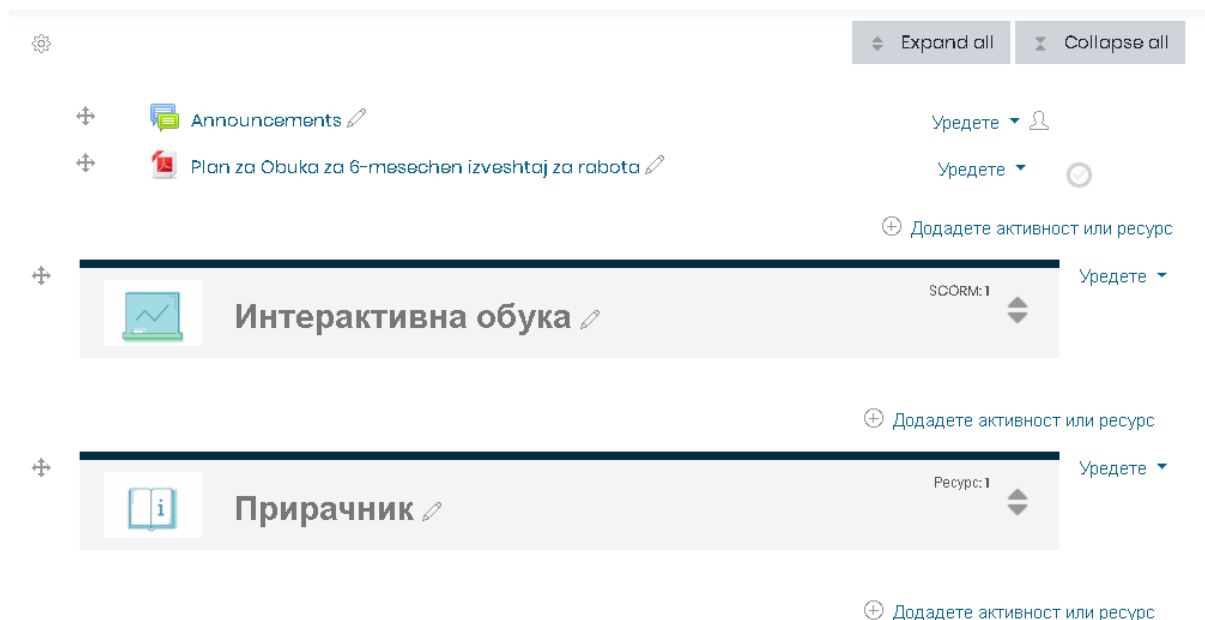 Expand all Collapse all
Announcements Уредете
Plan za Obuka za 6-mesechen izveshtaj za rabota Уредете
Додадете активност или ресурс
Интерактивна обука SCORM: 1 Уредете
Додадете активност или ресурс
Прирачник Ресурс: 1 Уредете
Додадете активност или ресурс